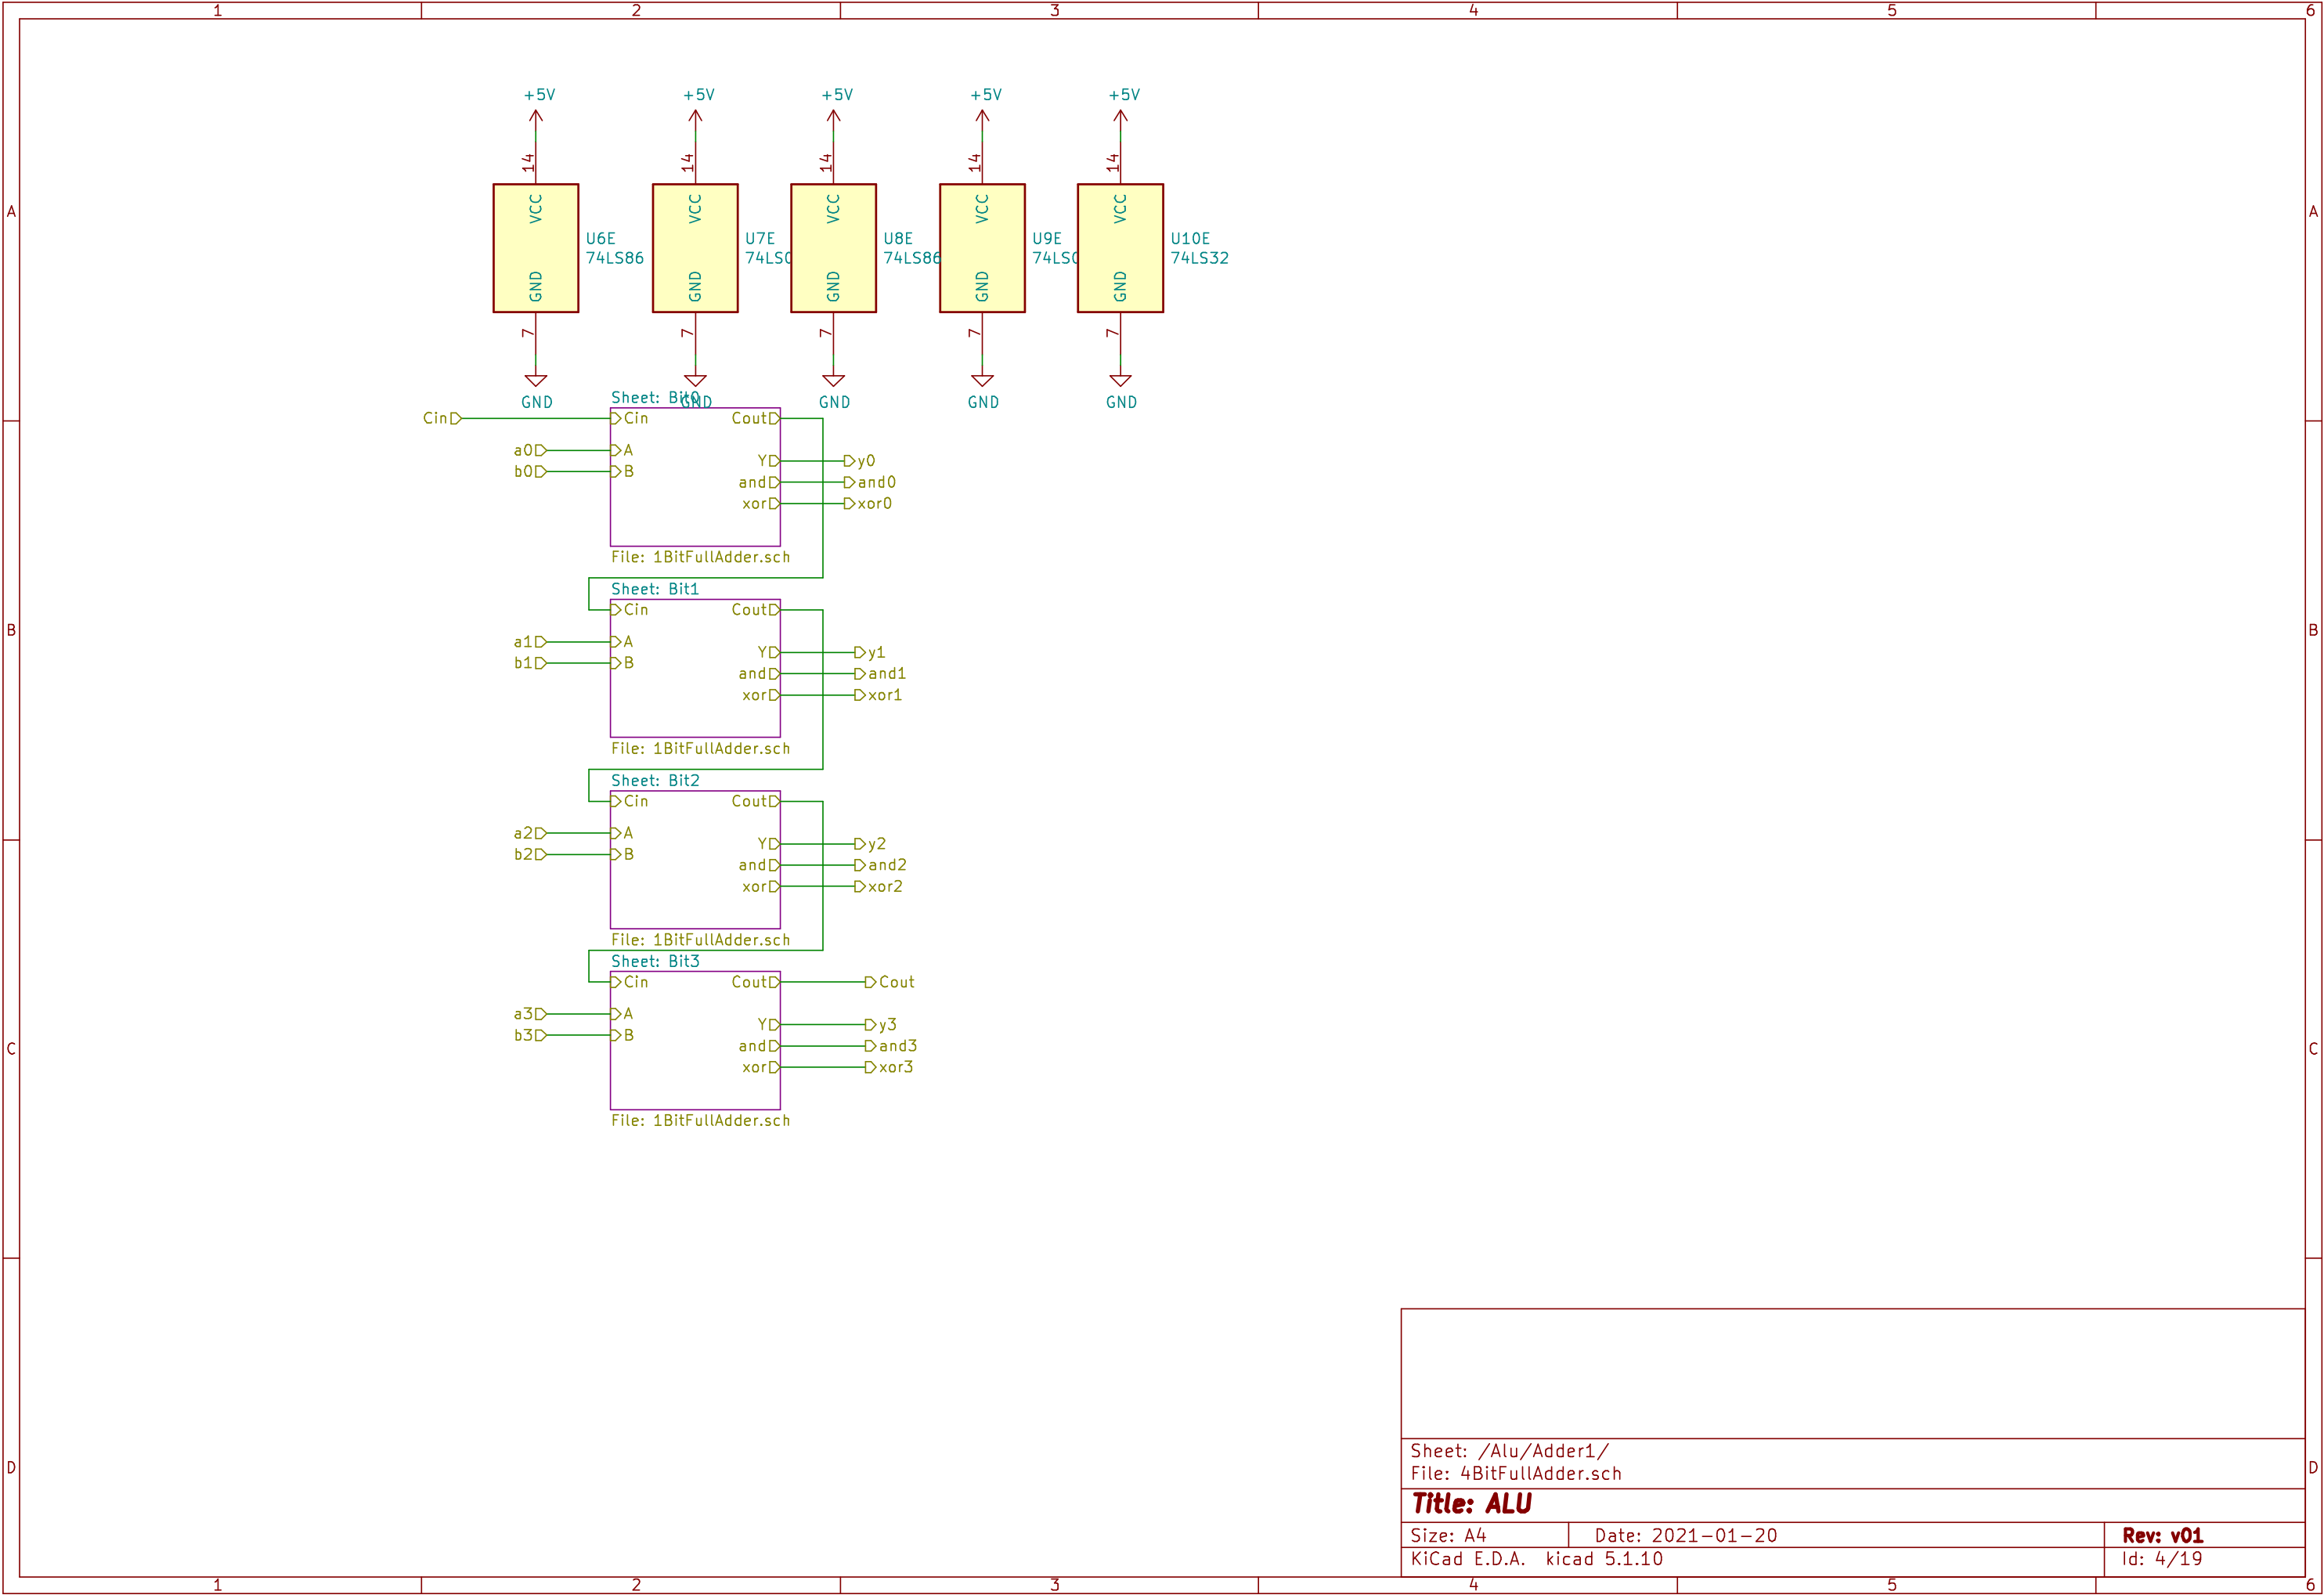 1 2 3 4 5 6
A A
B B
C C
D D
+5V +5V +5V +5V +5V
14 14 14 14 14
VCC VCC VCC VCC VCC
U6E U7E U8E U9E U10E
74LS86 74LS0 74LS86 74LS0 74LS32
GND GND GND GND GND
7 7 7 7 7
GND GND GND GND GND
Sheet: Bit0
Cin Cin Cout
a0 A
b0 B
Y y0
and and0
xor xor0
File: 1BitFullAdder.sch
Sheet: Bit1
Cin Cout
a1 A
b1 B
Y y1
and and1
xor xor1
File: 1BitFullAdder.sch
Sheet: Bit2
Cin Cout
a2 A
b2 B
Y y2
and and2
xor xor2
File: 1BitFullAdder.sch
Sheet: Bit3
Cin Cout Cout
a3 A
b3 B
Y y3
and and3
xor xor3
File: 1BitFullAdder.sch
Sheet: /Alu/Adder1/
File: 4BitFullAdder.sch
Title: ALU
Size: A4 Date: 2021-01-20 Rev: v01
KiCad E.D.A. kicad 5.1.10 Id: 4/19
1 2 3 4 5 6